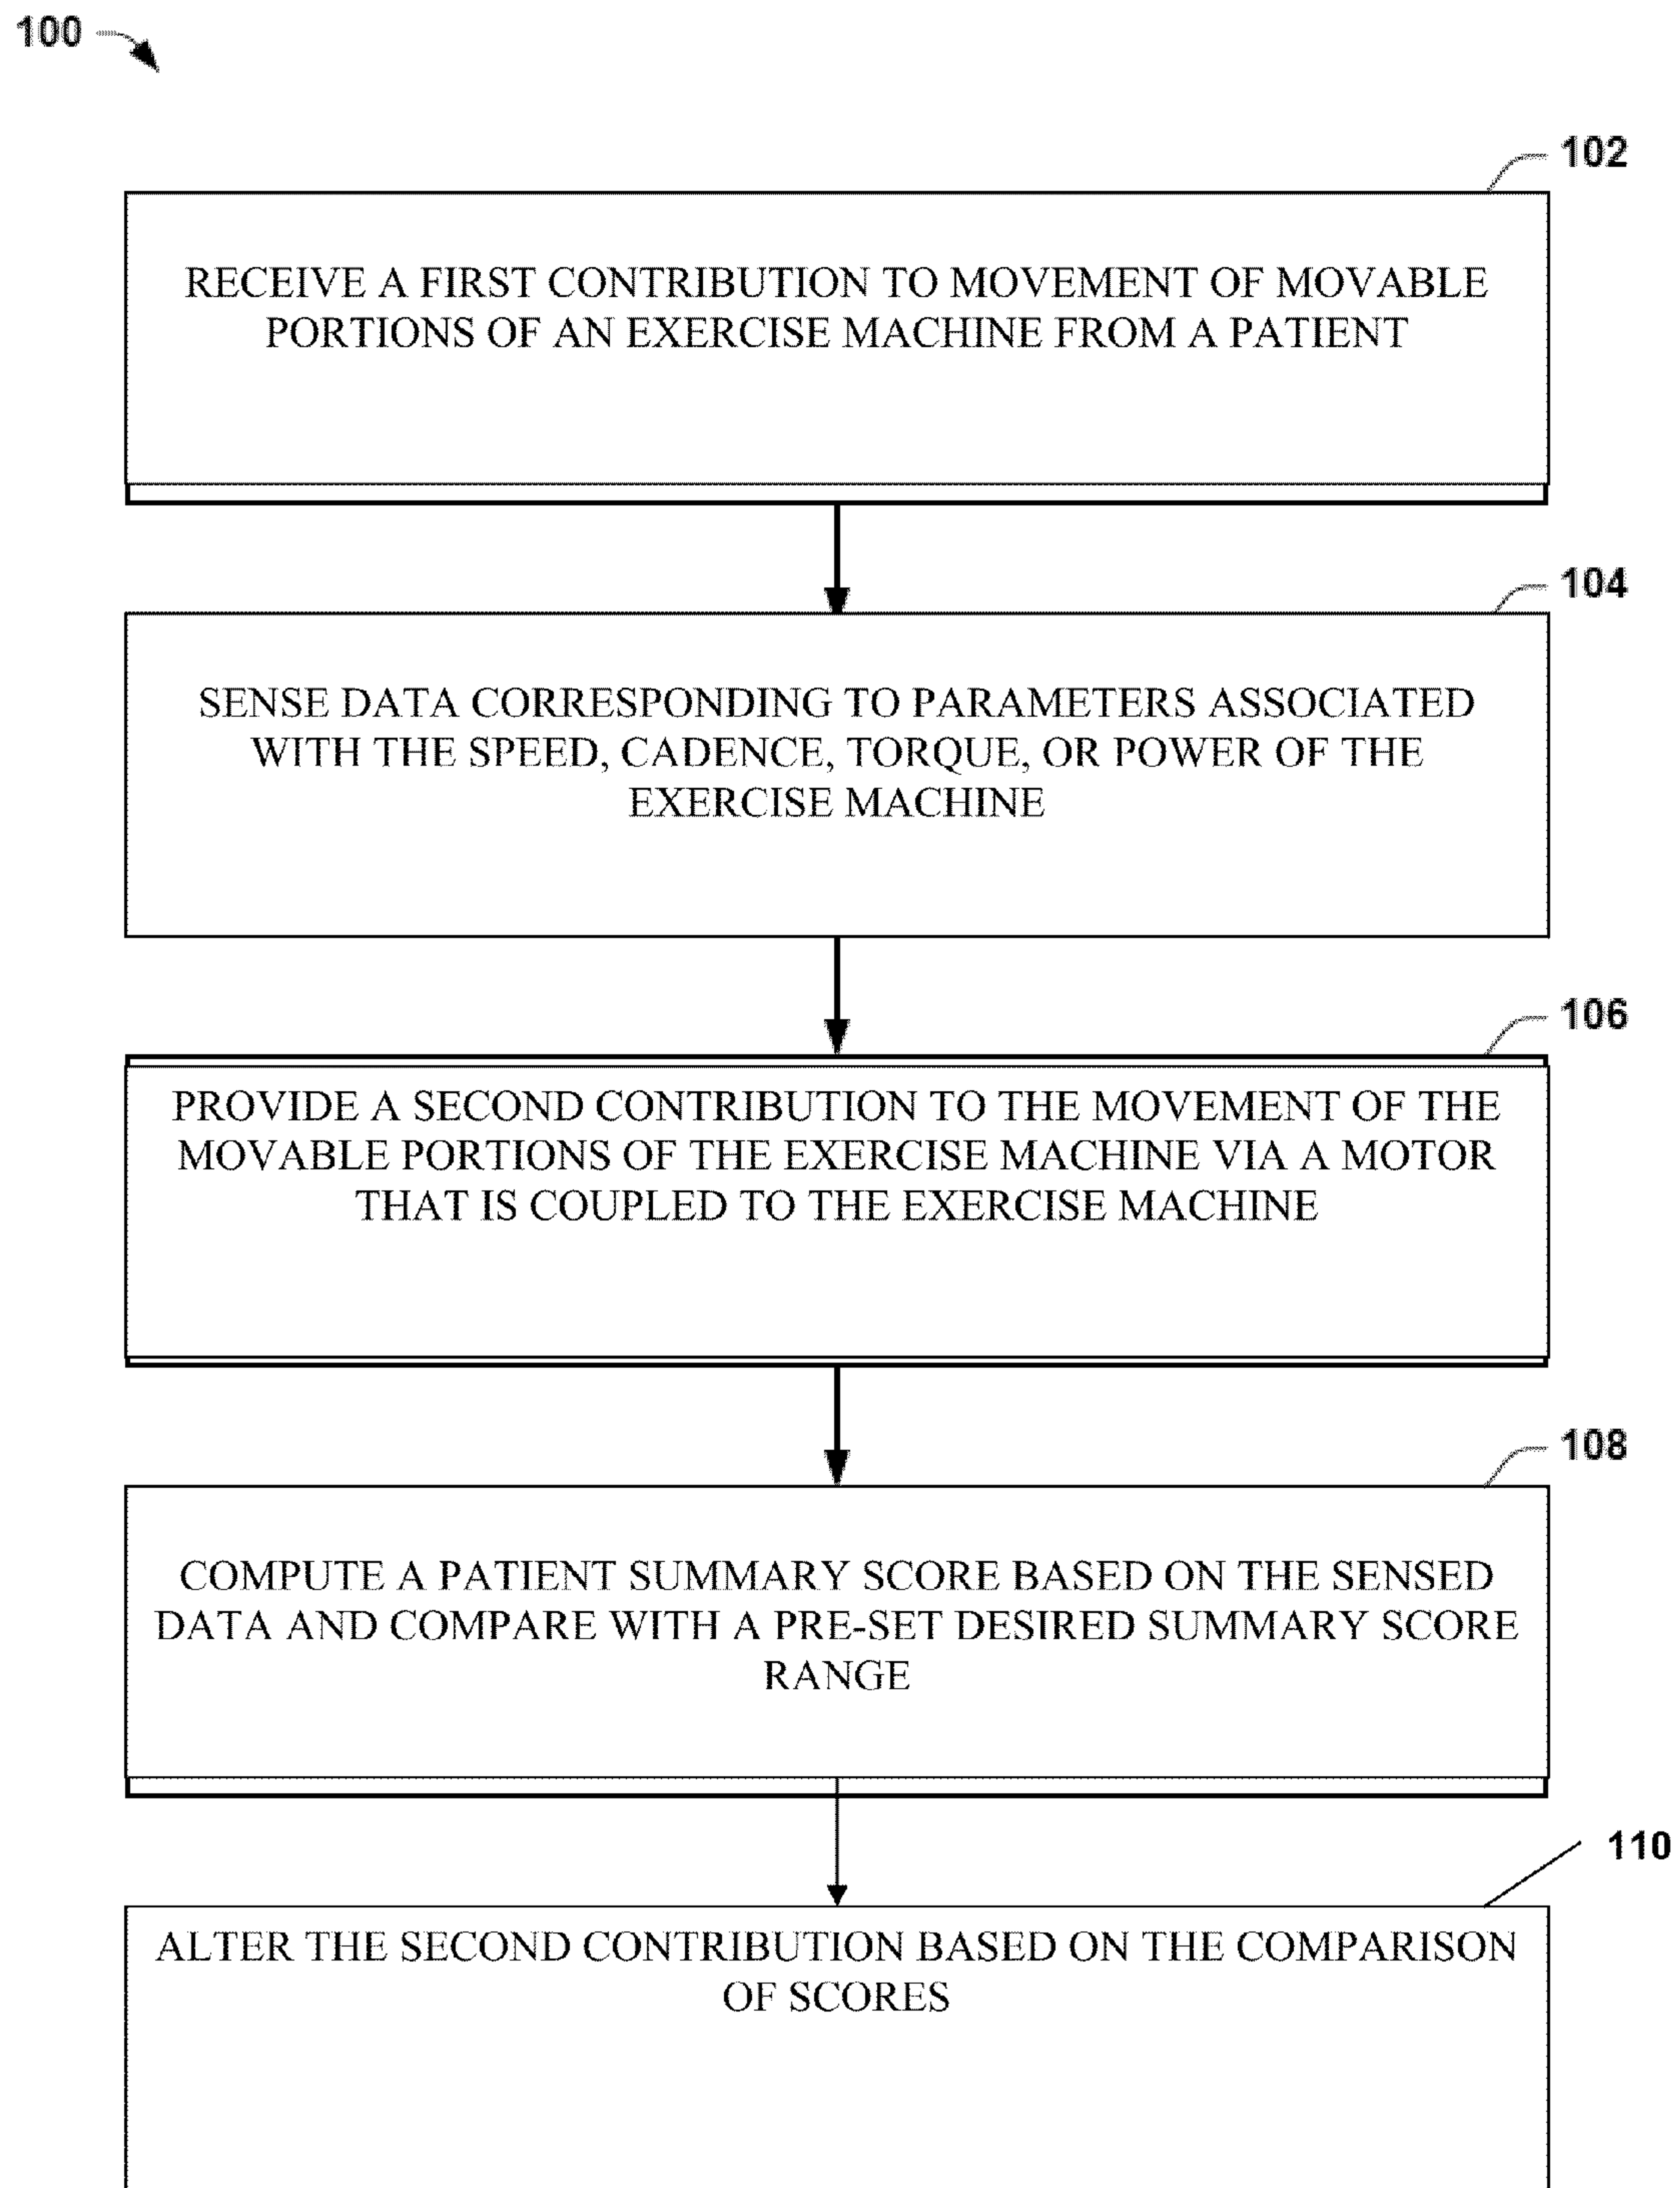 100
102
RECEIVE A FIRST CONTRIBUTION TO MOVEMENT OF MOVABLE
PORTIONS OF AN EXERCISE MACHINE FROM A PATIENT
104
SENSE DATA CORRESPONDING TO PARAMETERS ASSOCIATED
WITH THE SPEED, CADENCE, TORQUE, OR POWER OF THE
EXERCISE MACHINE
106
PROVIDE A SECOND CONTRIBUTION TO THE MOVEMENT OF THE
MOVABLE PORTIONS OF THE EXERCISE MACHINE VIA A MOTOR
THAT IS COUPLED TO THE EXERCISE MACHINE
108
COMPUTE A PATIENT SUMMARY SCORE BASED ON THE SENSED
DATA AND COMPARE WITH A PRE-SET DESIRED SUMMARY SCORE
RANGE
110
ALTER THE SECOND CONTRIBUTION BASED ON THE COMPARISON
OF SCORES